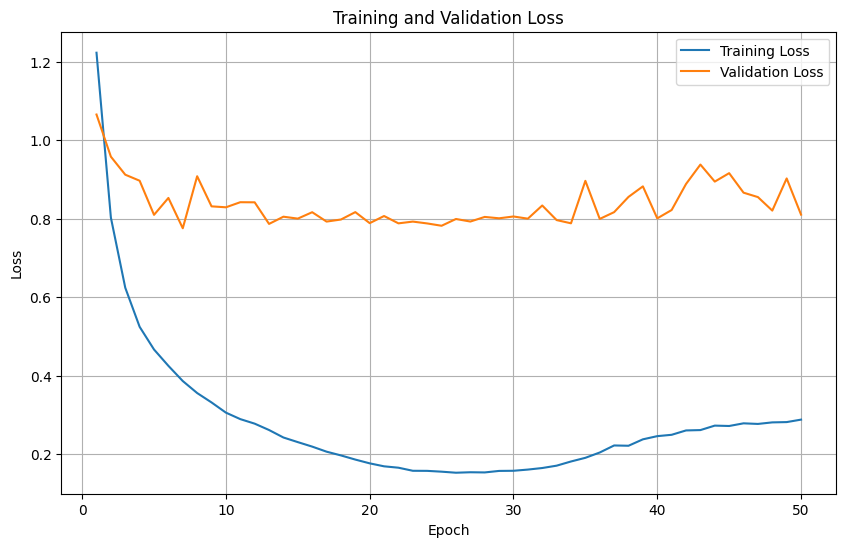 Training and Validation Loss
Training Loss
Validation Loss
1.2
1.0
0.8
0.6
0.4
0.2
Loss
0 10 20 30 40 50
Epoch